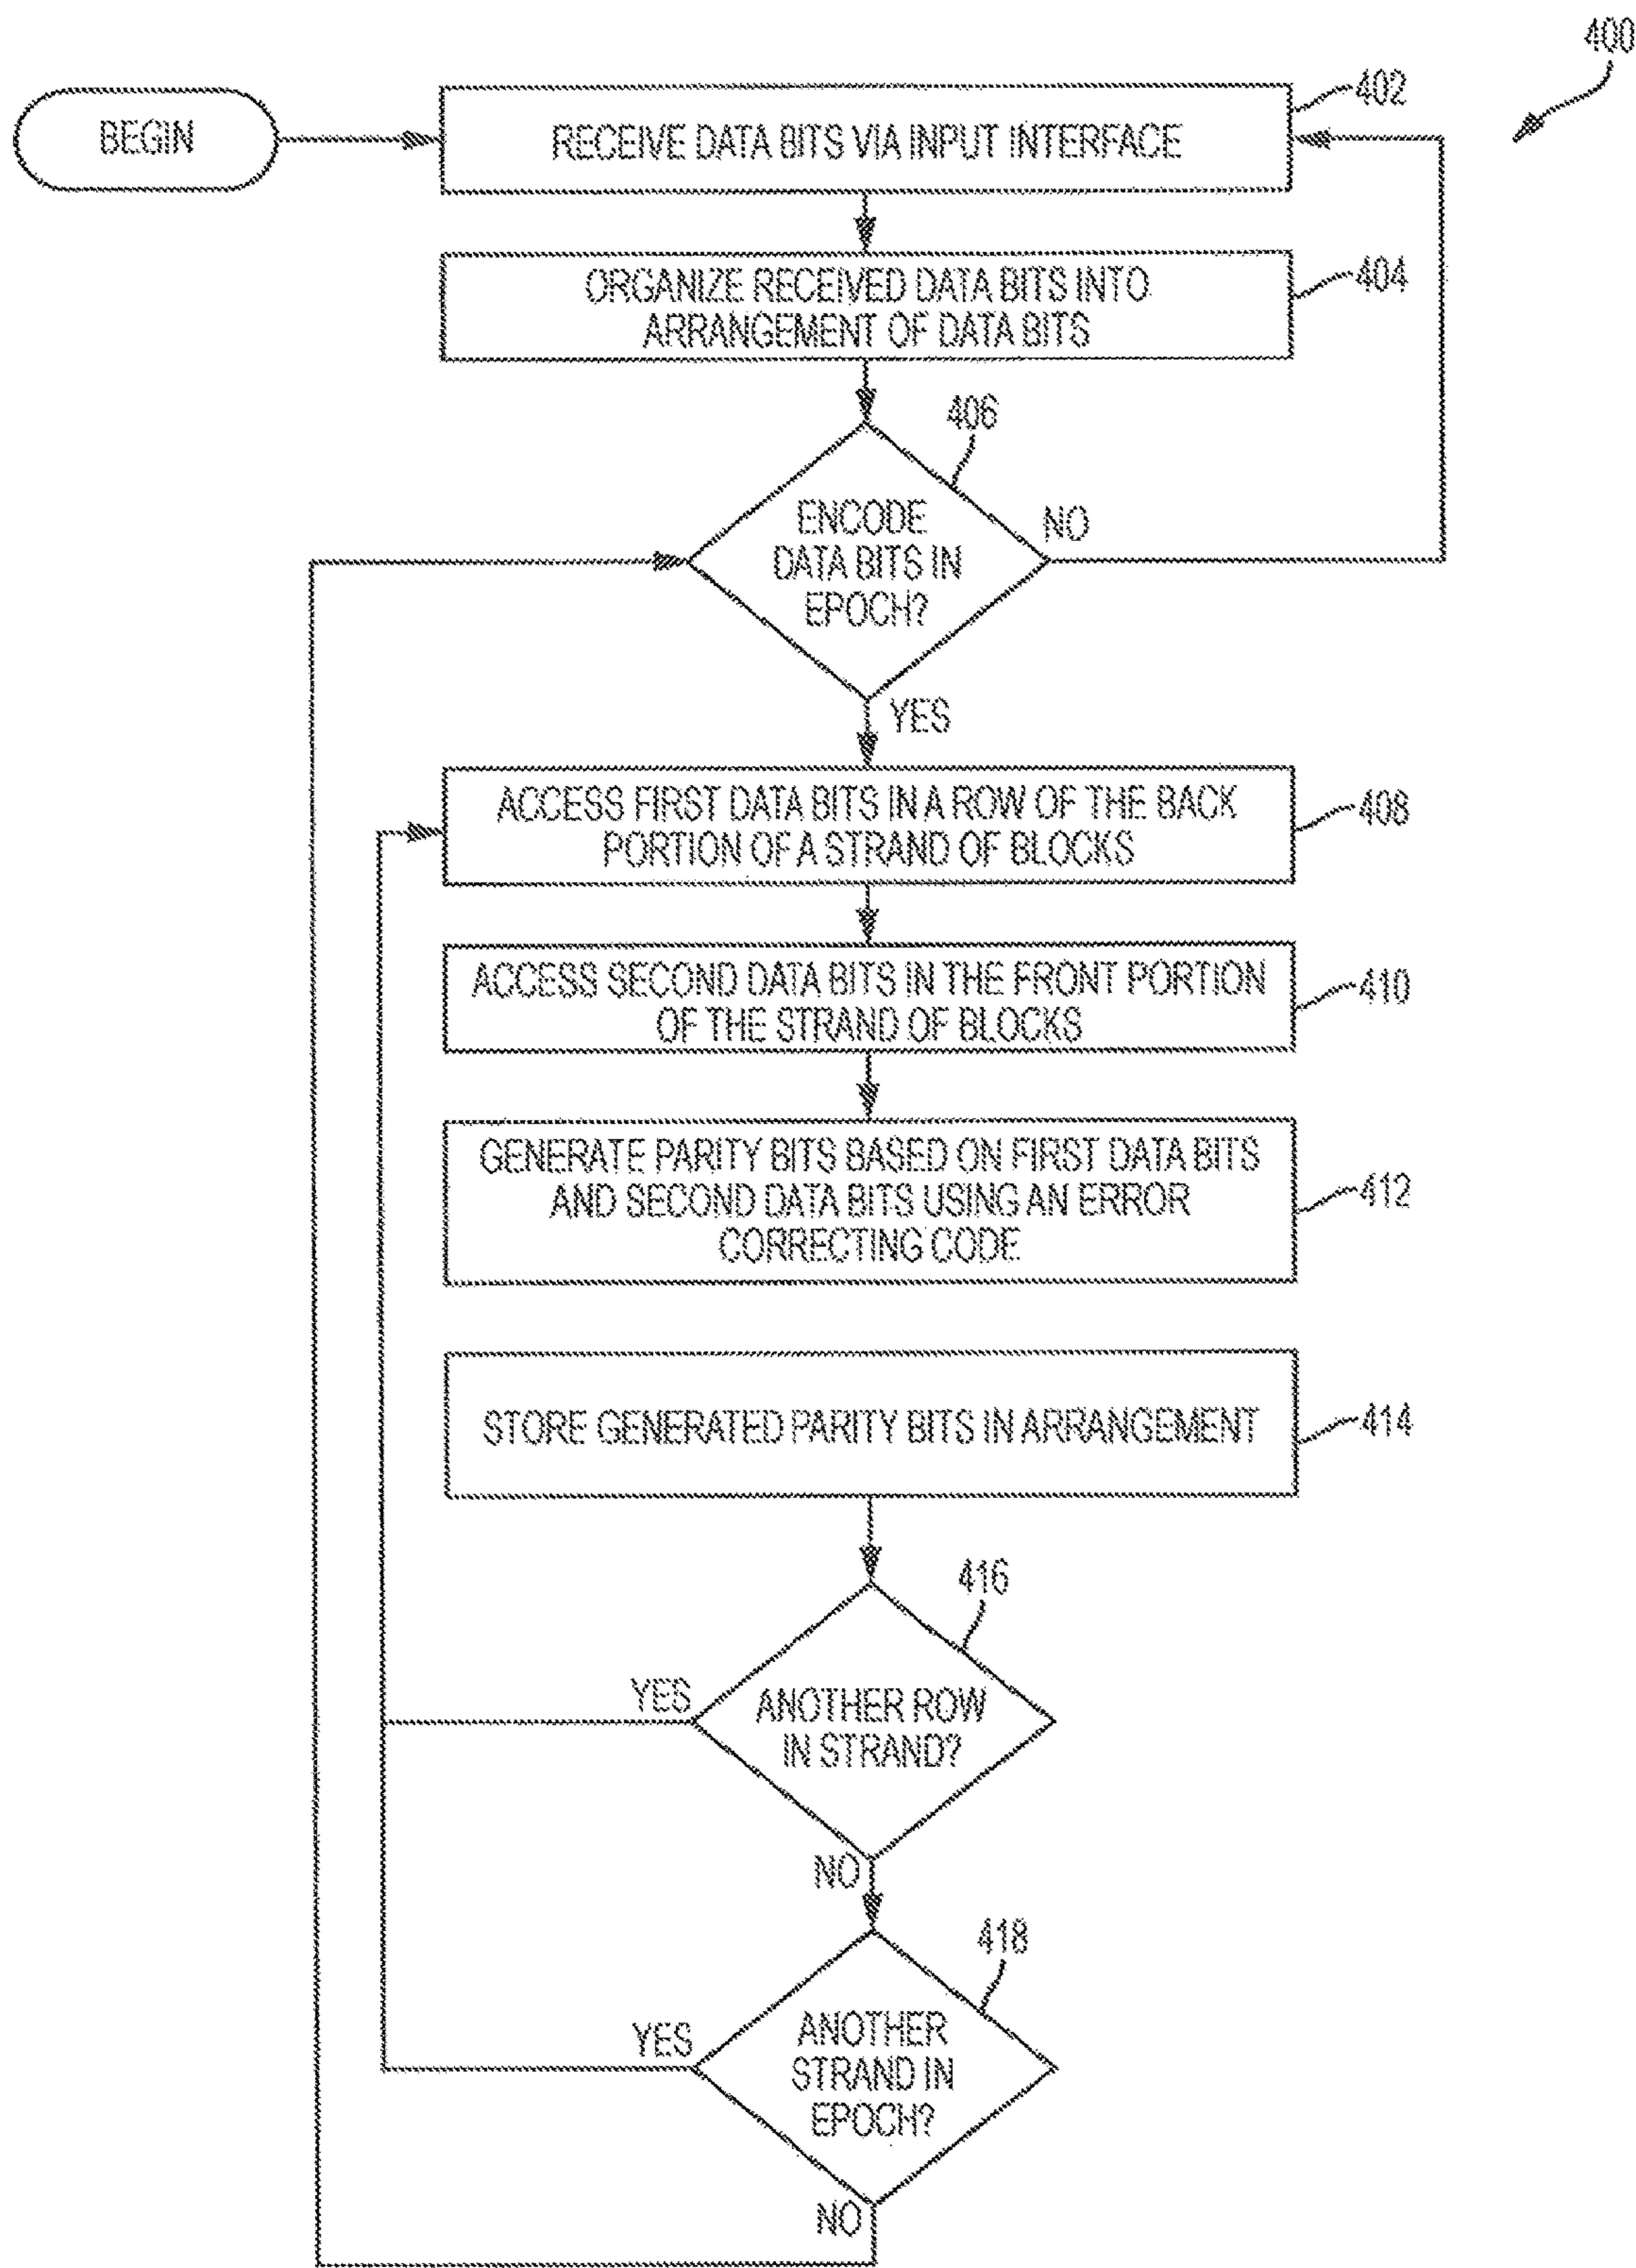 400
BEGIN
402
RECEIVE DATA BITS VIA INPUT INTERFACE
404
ORGANIZE RECEIVED DATA BITS INTO
ARRANGEMENT OF DATA BITS
406
ENCODE
DATA BITS IN
EPOCH?
NO
YES
408
ACCESS FIRST DATA BITS IN A ROW OF THE BACK
PORTION OF A STRAND OF BLOCKS
ACCESS SECOND DATA BITS IN THE FRONT PORTION
OF THE STRAND OF BLOCKS
410
GENERATE PARITY BITS BASED ON FIRST DATA BITS
AND SECOND DATA BITS USING AN ERROR
CORRECTING CODE
412
STORE GENERATED PARITY BITS IN ARRANGEMENT
414
416
YES
ANOTHER ROW
IN STRAND?
NO
418
YES
ANOTHER
STRAND IN
EPOCH?
NO